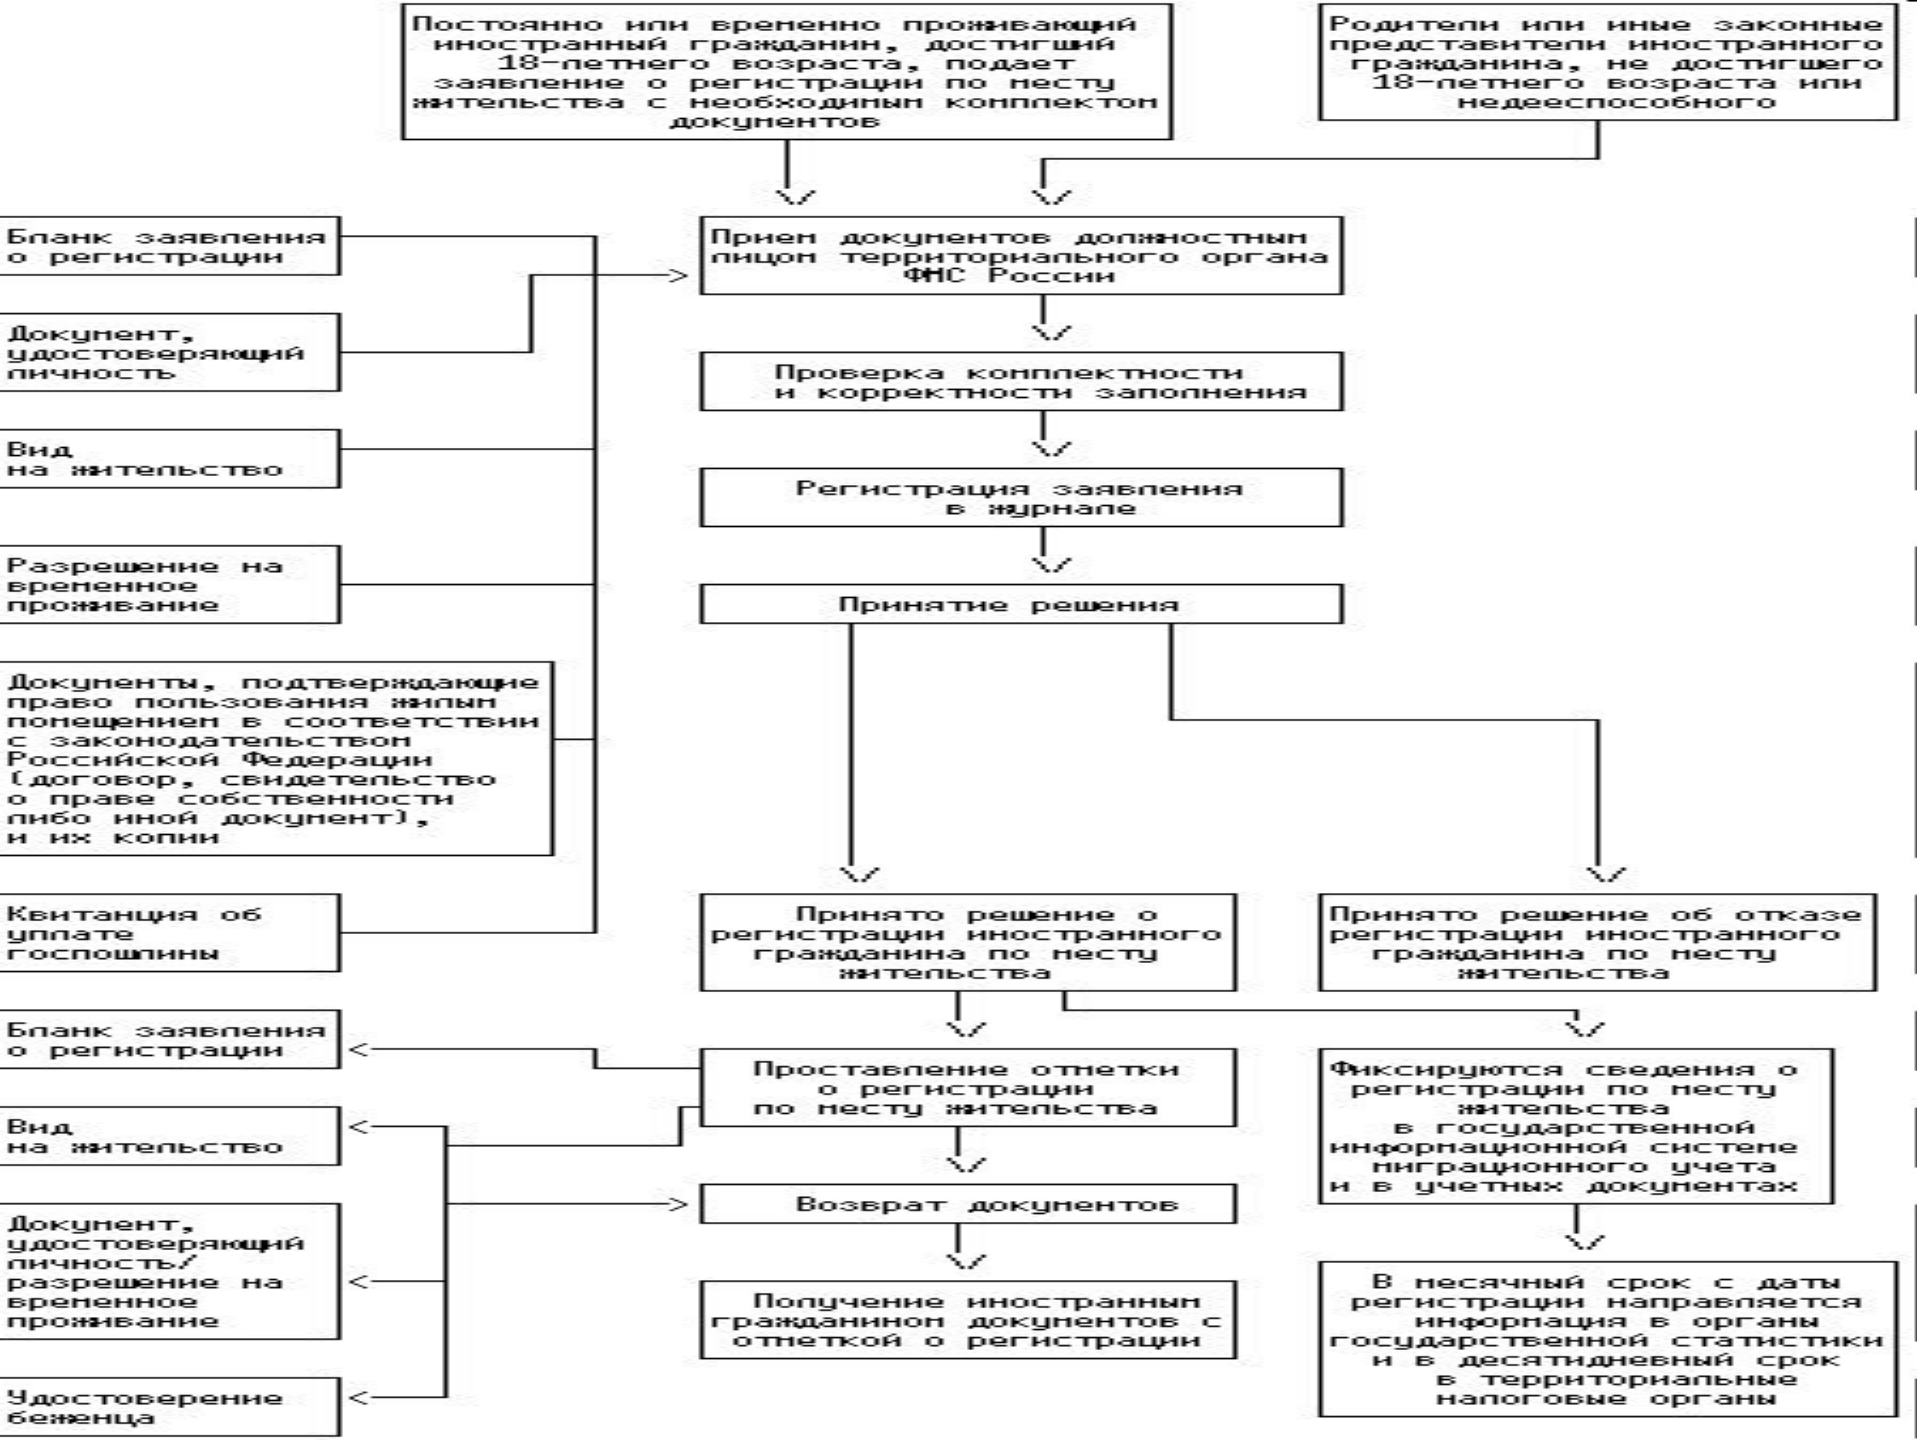 Постоянно или временно проживающий
иностранный гражданин, достигший
18-летнего возраста, подает
заявление о регистрации по месту
жительства с необходимым комплектом
документов
Родители или иные законные
представители иностранного
гражданина, не достигшего
18-летнего возраста или
недееспособного
Бланк заявления
о регистрации
Прием документов должностным
лицом территориального органа
ФМС России
Документ,
удостоверяющий
личность
Проверка комплектности
и корректности заполнения
Вид
на жительство
Регистрация заявления
в журнале
Разрешение на
временное
проживание
Принятие решения
Документы, подтверждающие
право пользования жилым
помещением в соответствии
с законодательством
Российской Федерации
(договор, свидетельство
о праве собственности
либо иной документ),
и их копии
Квитанция об
уплате
госпошлины
Принято решение о
регистрации иностранного
гражданина по месту
жительства
Принято решение об отказе
регистрации иностранного
гражданина по месту
жительства
Бланк заявления
о регистрации
Проставление отметки
о регистрации
по месту жительства
Фиксируются сведения о
регистрации по месту
жительства
в государственной
информационной системе
миграционного учета
и в учетных документах
Вид
на жительство
Возврат документов
Документ,
удостоверяющий
личность/
разрешение на
временное
проживание
Получение иностранным
гражданином документов с
отметкой о регистрации
В месячный срок с даты
регистрации направляется
информация в органы
государственной статистики
и в десятидневный срок
в территориальные
налоговые органы
Удостоверение
беженца